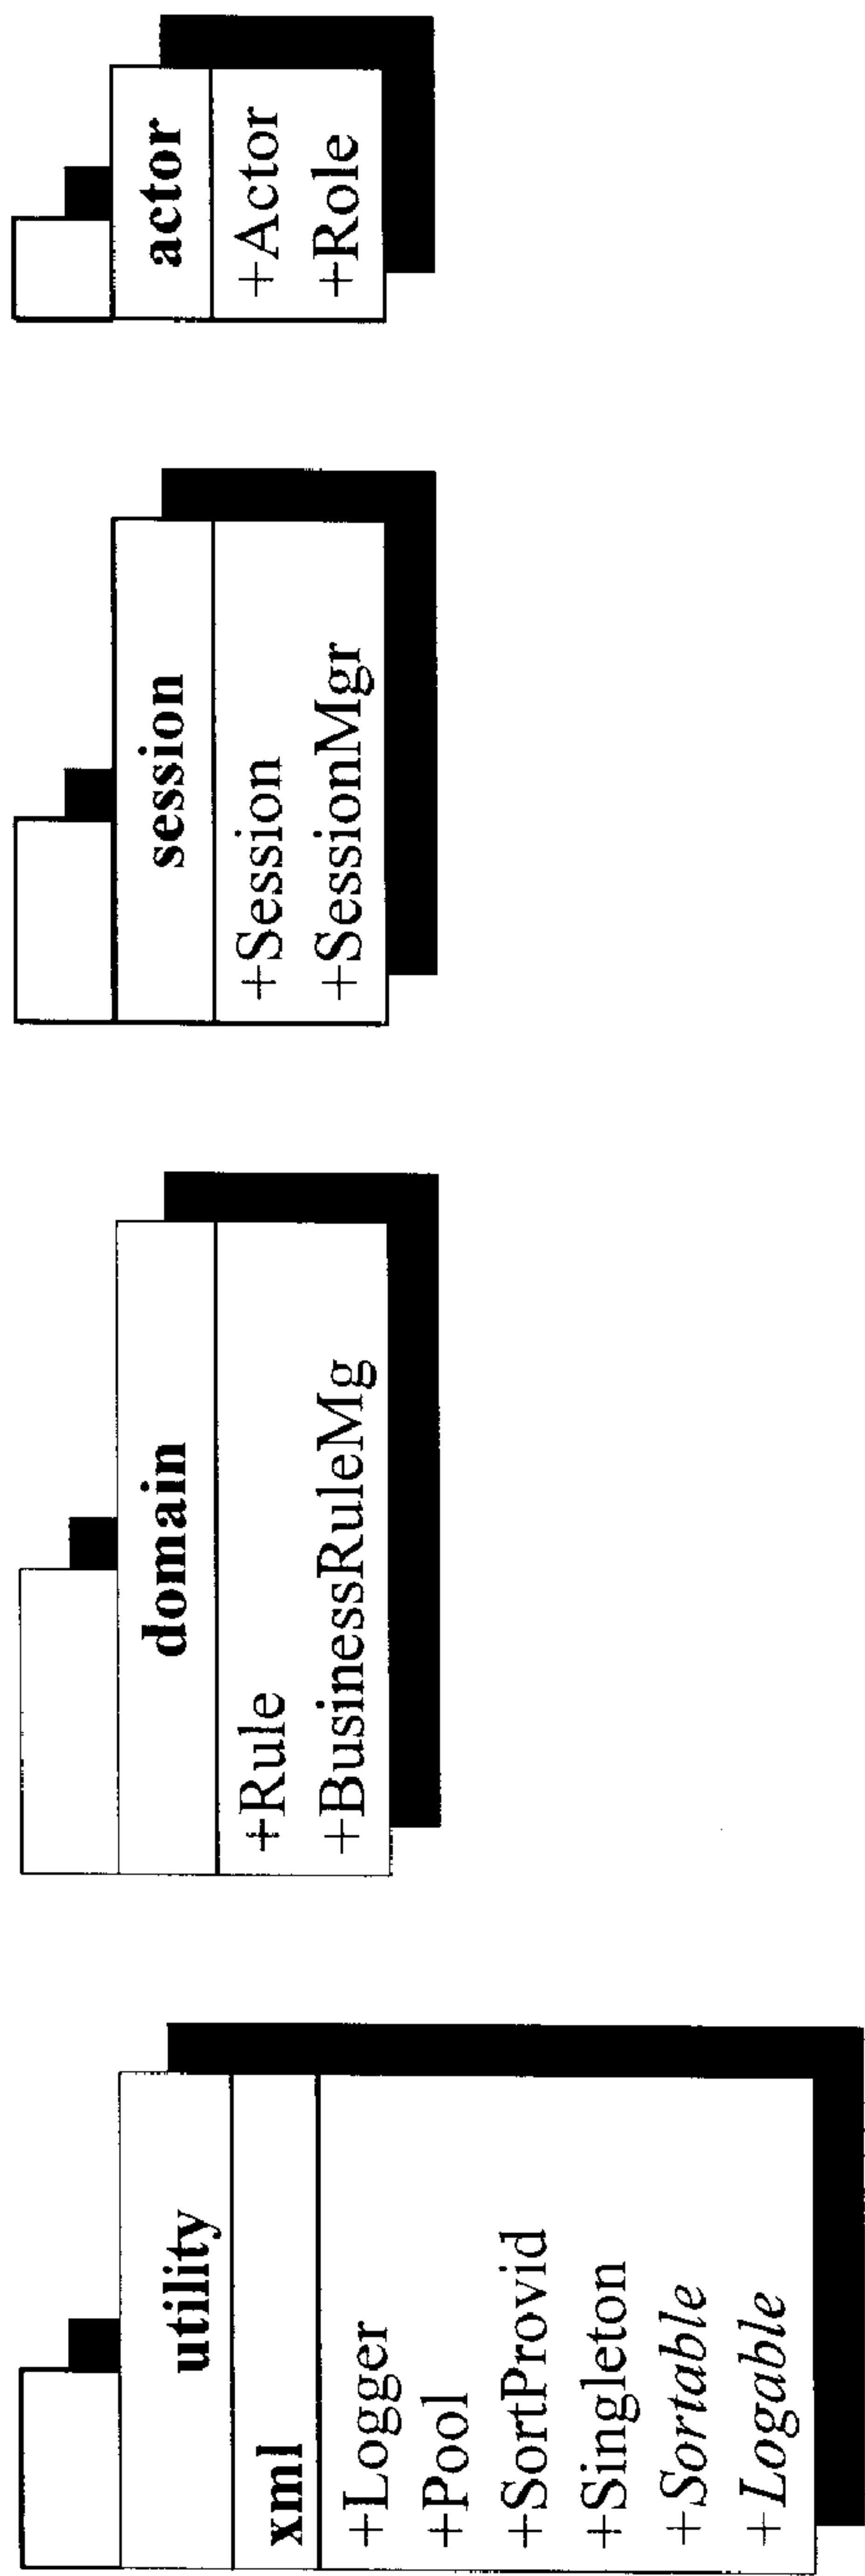 utility
xml
+Logger
+Pool
+SortProvid
+Singleton
+Sortable
+Logable
domain
+Rule
+BusinessRuleMg
session
+Session
+SessionMgr
actor
+Actor
+Role